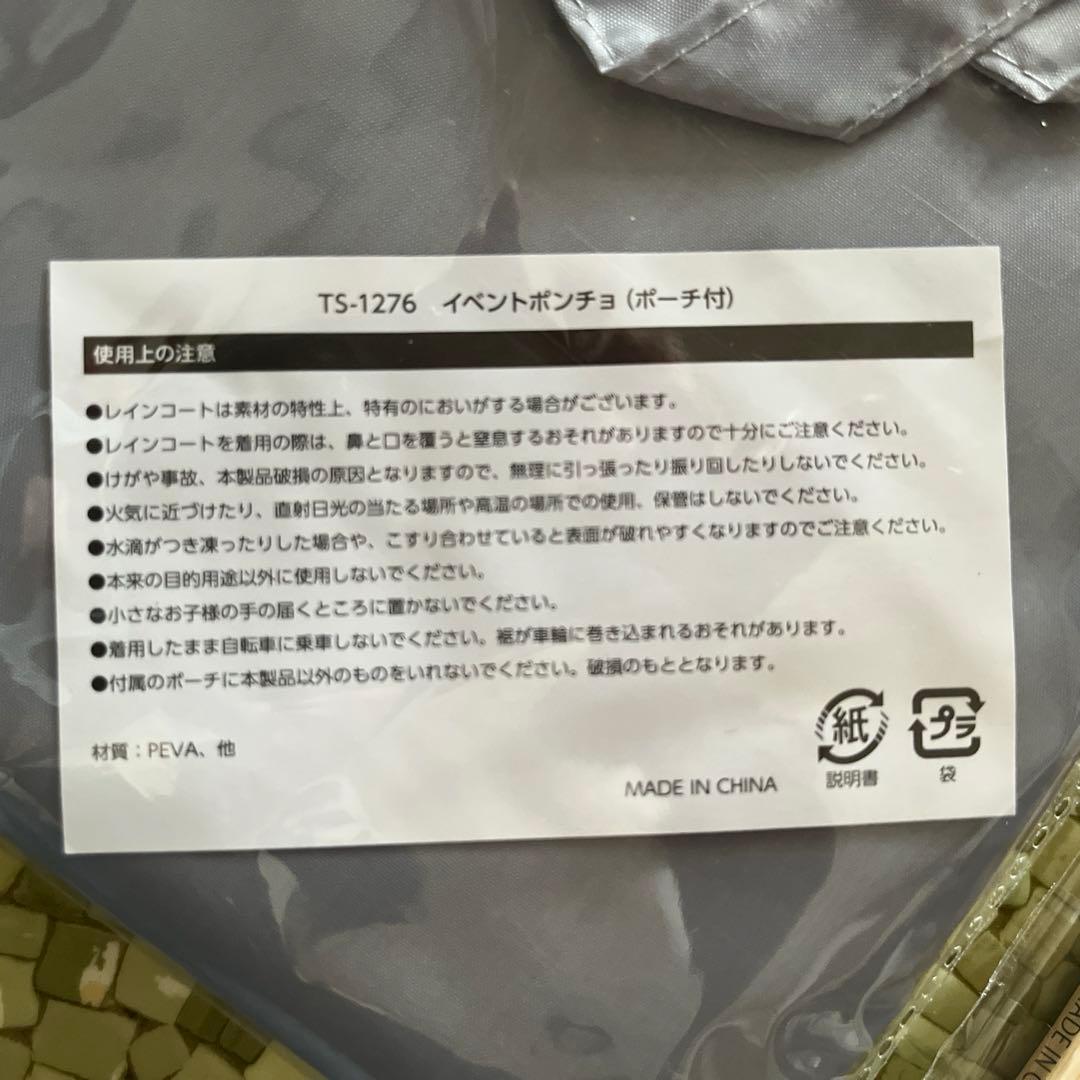 TS-1276 イベントポンチョ（ポーチ付）
使用上の注意
●レインコートは素材の特性上、特有のにおいがする場合がございます。
●レインコートを着用の際は、鼻と口を覆うと窒息するおそれがありますので十分にご注意ください。
●けがや事故、本製品破損の原因となりますので、無理に引っ張ったり振り回したりしないでください。
●火気に近づけたり、直射日光の当たる場所や高温の場所での使用、保管はしないでください。
●水滴がつき凍ったりした場合や、こすり合わせていると表面が破れやすくなりますのでご注意ください。
●本来の目的用途以外に使用しないでください。
●小さなお子様の手の届くところに置かないでください。
●着用したまま自転車に乗車しないでください。裾が車輪に巻き込まれるおそれがあります。
●付属のポーチに本製品以外のものをいれないでください。破損のもととなります。
材質：PEVA、他
MADE IN CHINA
紙
説明書
プラ
袋
MADE IN